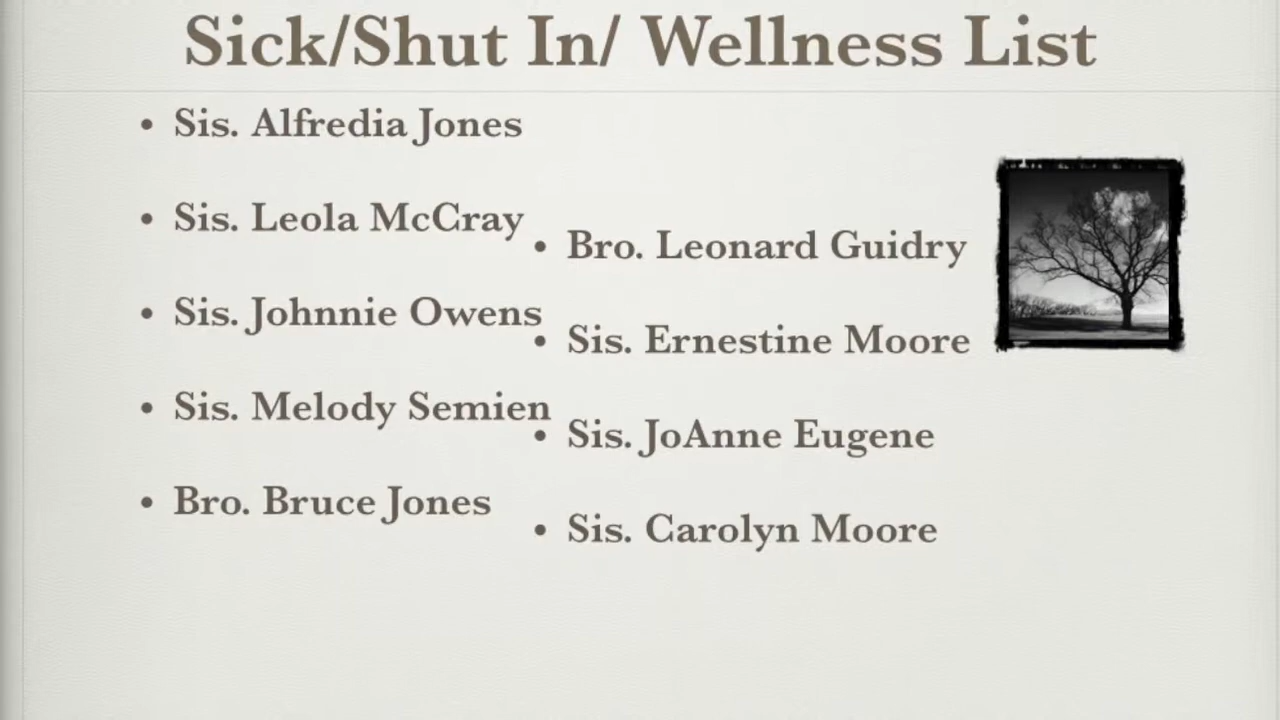 Sick/Shut In/ Wellness List
• Sis. Alfredia Jones
• Sis. Leola McCray
• Sis. Johnnie Owens
• Sis. Melody Semien
• Bro. Bruce Jones
• Bro. Leonard Guidry
• Sis. Ernestine Moore
• Sis. JoAnne Eugene
• Sis. Carolyn Moore